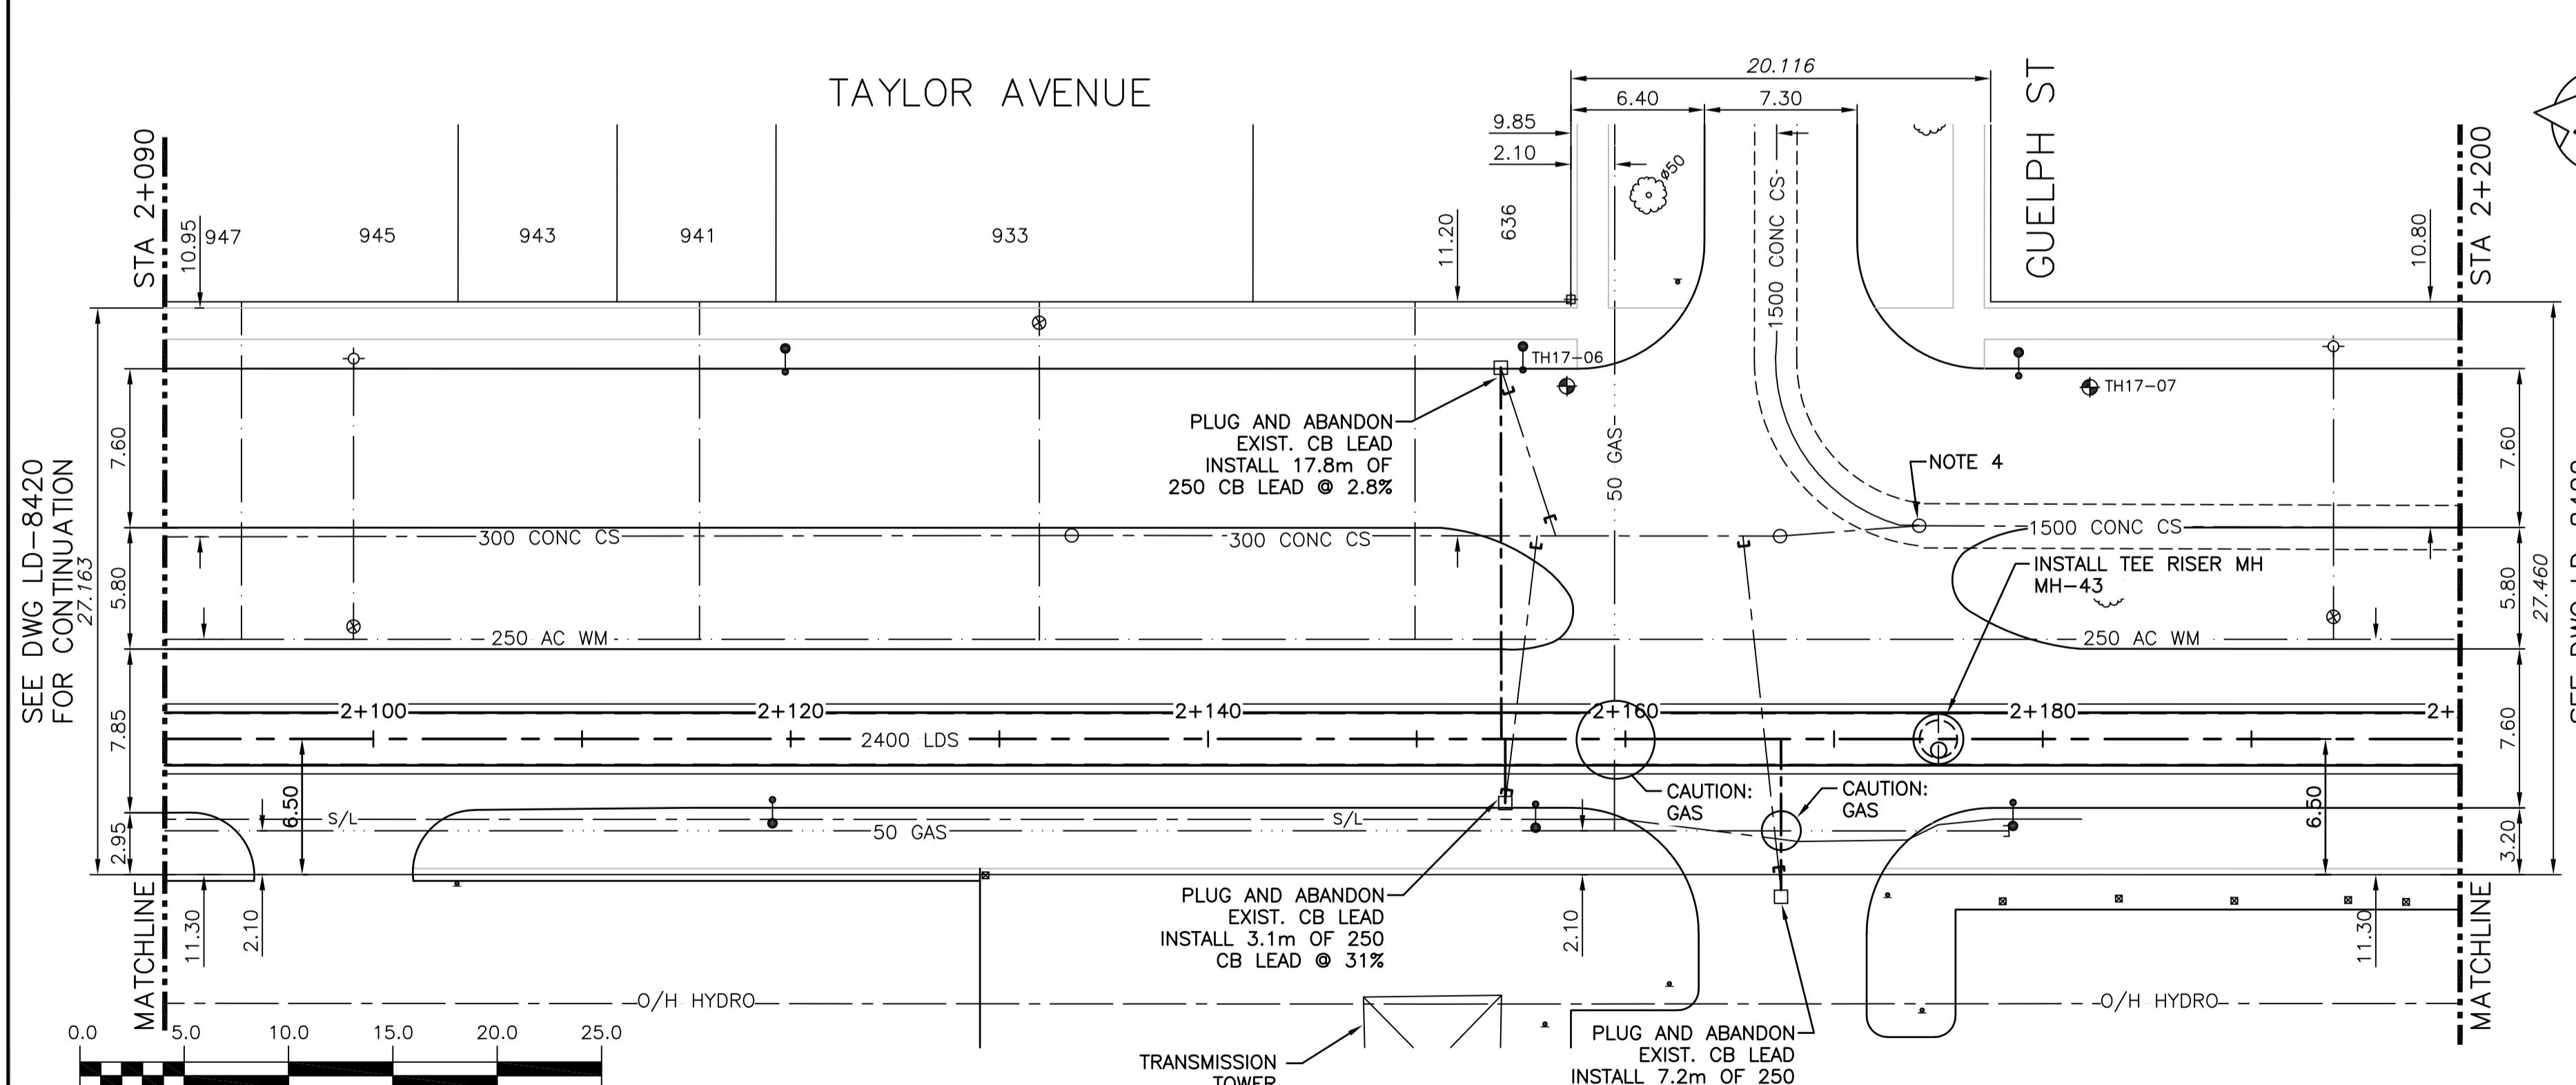 TAYLOR AVENUE
GUELPH ST
20.116
6.40
7.30
9.85
2.10
ø50
STA 2+090
STA 2+200
10.95
947
945
943
941
933
11.20
636
10.80
1500 CONC CS
TH17-06
TH17-07
PLUG AND ABANDON
EXIST. CB LEAD
INSTALL 17.8m OF
250 CB LEAD @ 2.8%
50 GAS
NOTE 4
SEE DWG LD-8420
FOR CONTINUATION
27.163
7.60
5.80
7.85
2.95
300 CONC CS
300 CONC CS
1500 CONC CS
INSTALL TEE RISER MH
MH-43
250 AC WM
250 AC WM
7.60
5.80
7.60
3.20
27.460
2+100
2+120
2+140
2+160
2+180
2+
2400 LDS
6.50
6.50
CAUTION:
GAS
CAUTION:
GAS
S/L
S/L
50 GAS
PLUG AND ABANDON
EXIST. CB LEAD
INSTALL 3.1m OF 250
CB LEAD @ 31%
MATCHLINE
11.30
2.10
2.10
11.30
MATCHLINE
O/H HYDRO
O/H HYDRO
0.0 5.0 10.0 15.0 20.0 25.0
TRANSMISSION
TOWER
PLUG AND ABANDON
EXIST. CB LEAD
INSTALL 7.2m OF 250